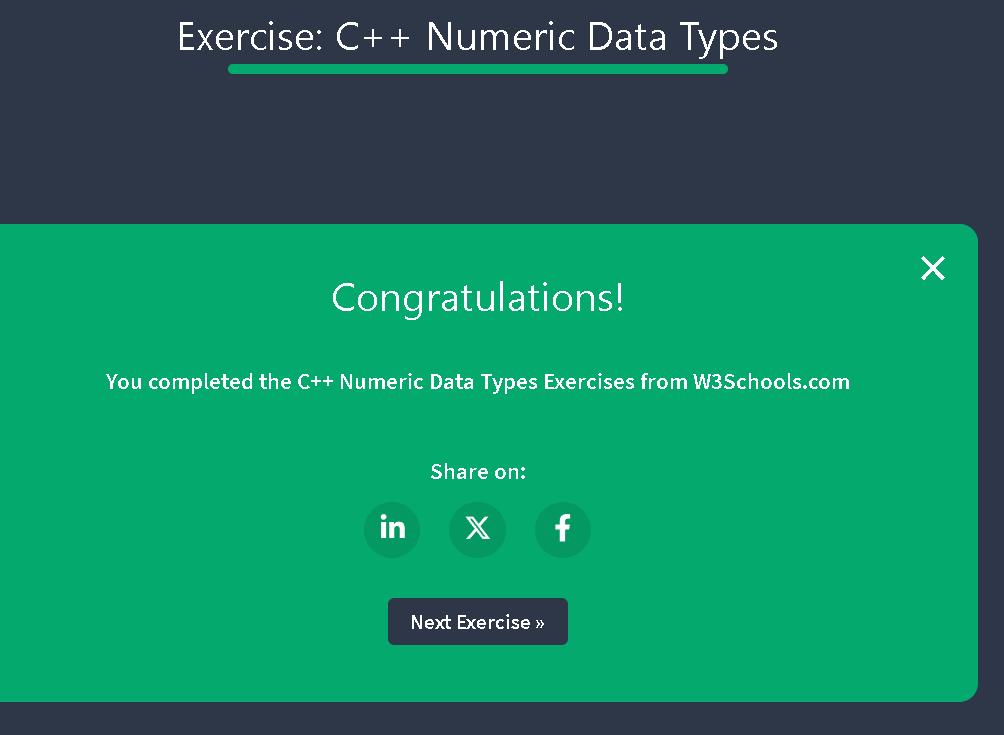 Exercise: C++ Numeric Data Types
Congratulations!
You completed the C++ Numeric Data Types Exercises from W3Schools.com
Share on:
Next Exercise »